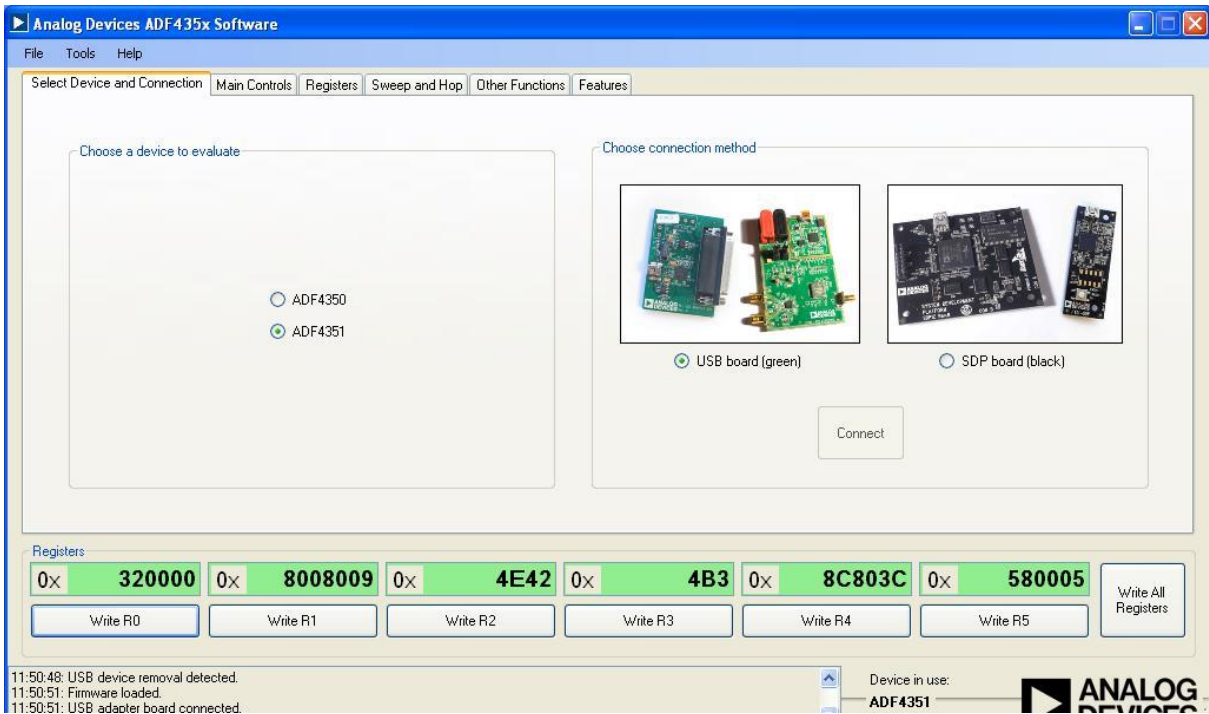 Analog Devices ADF435x Software
File Tools Help
Select Device and Connection Main Controls Registers Sweep and Hop Other Functions Features
Choose a device to evaluate
ADF4350
ADF4351
Choose connection method
USB board (green)
SDP board (black)
Connect
Registers
0x 320000 0x 8008009 0x 4E42 0x 4B3 0x 8C803C 0x 580005
Write R0 Write R1 Write R2 Write R3 Write R4 Write R5
Write All
Registers
11:50:48: USB device removal detected.
11:50:51: Firmware loaded.
11:50:51: USB adapter board connected.
Device in use:
ADF4351
ANALOG
DEVICES